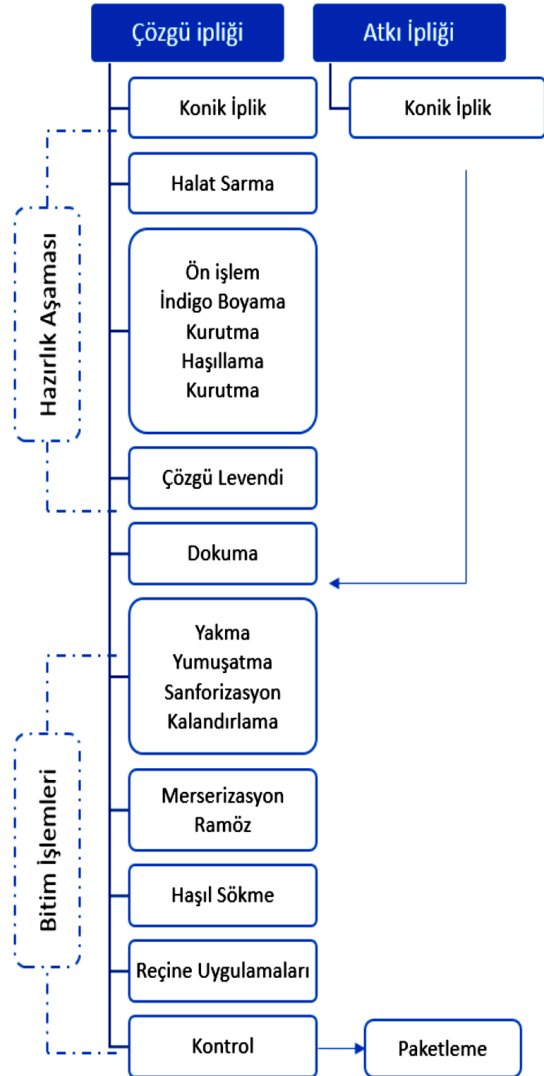 Çözgü ipliği
Atkı İpliği
Konik İplik
Konik İplik
Hazırlık Aşaması
Halat Sarma
Ön işlem
İndigo Boyama
Kurutma
Haşıllama
Kurutma
Çözgü Levendi
Dokuma
Bitim İşlemleri
Yakma
Yumuşatma
Sanforizasyon
Kalandırlama
Merserizasyon
Ramöz
Haşıl Sökme
Reçine Uygulamaları
Kontrol
Paketleme